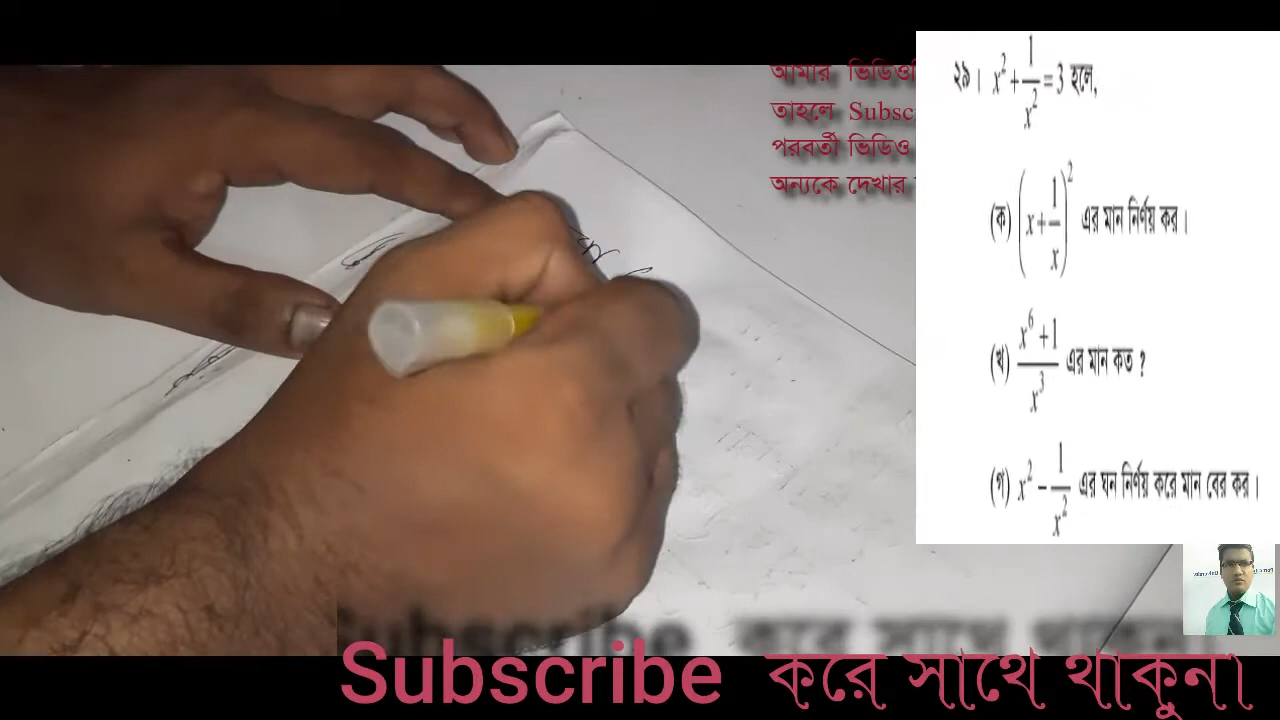 আমার ভিডিও
তাহলে Subsc
পরবর্তী ভিডিও
অন্যকে দেখার
২৯। x² + 1/x² = 3 হলে,
(ক) (x + 1/x)² এর মান নির্ণয় কর।
(খ) (x⁶ + 1)/x³ এর মান কত ?
(গ) x² − 1/x² এর ঘন নির্ণয় করে মান বের কর।
Subscribe করে সাথে থাকুন।